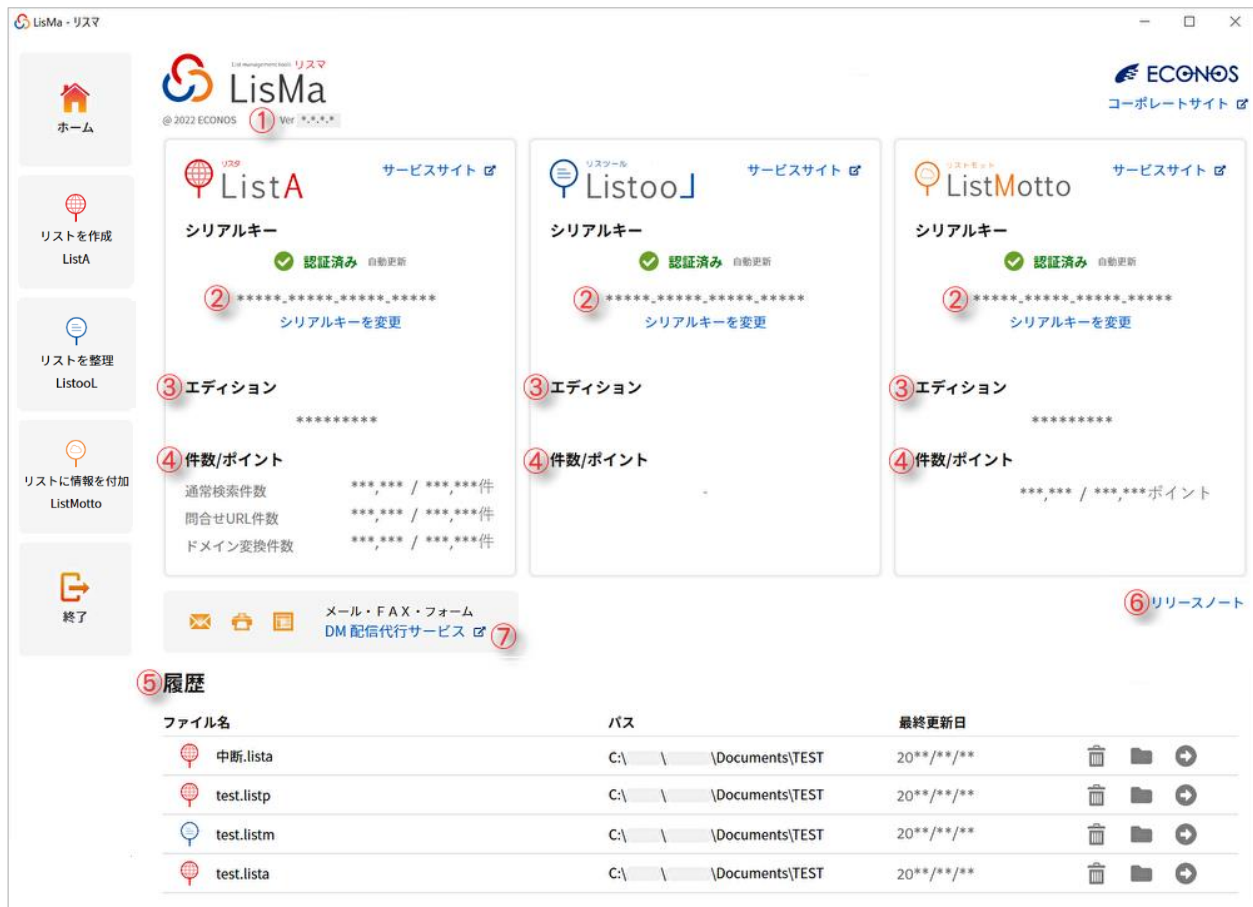 LisMa - リスマ
ホーム
リストを作成
ListA
リストを整理
ListooL
リストに情報を付加
ListMotto
終了
List management tools リスマ
LisMa
@ 2022 ECONOS ① Ver *.*.*.*
ECONOS
コーポレートサイト
リスタ
ListA
サービスサイト
シリアルキー
認証済み 自動更新
② *****-*****-*****-*****
シリアルキーを変更
③ エディション
*********
④ 件数/ポイント
通常検索件数 ***,*** / ***,***件
問合せURL件数 ***,*** / ***,***件
ドメイン変換件数 ***,*** / ***,***件
リスツール
ListooL
サービスサイト
シリアルキー
認証済み 自動更新
② *****-*****-*****-*****
シリアルキーを変更
③ エディション
④ 件数/ポイント
-
リストモット
ListMotto
サービスサイト
シリアルキー
認証済み 自動更新
② *****-*****-*****-*****
シリアルキーを変更
③ エディション
*********
④ 件数/ポイント
***,*** / ***,***ポイント
メール・ＦＡＸ・フォーム
DM 配信代行サービス ⑦
⑥ リリースノート
⑤ 履歴
ファイル名 パス 最終更新日
中断.lista C:\ \ \Documents\TEST 20**/**/**
test.listp C:\ \ \Documents\TEST 20**/**/**
test.listm C:\ \ \Documents\TEST 20**/**/**
test.lista C:\ \ \Documents\TEST 20**/**/**